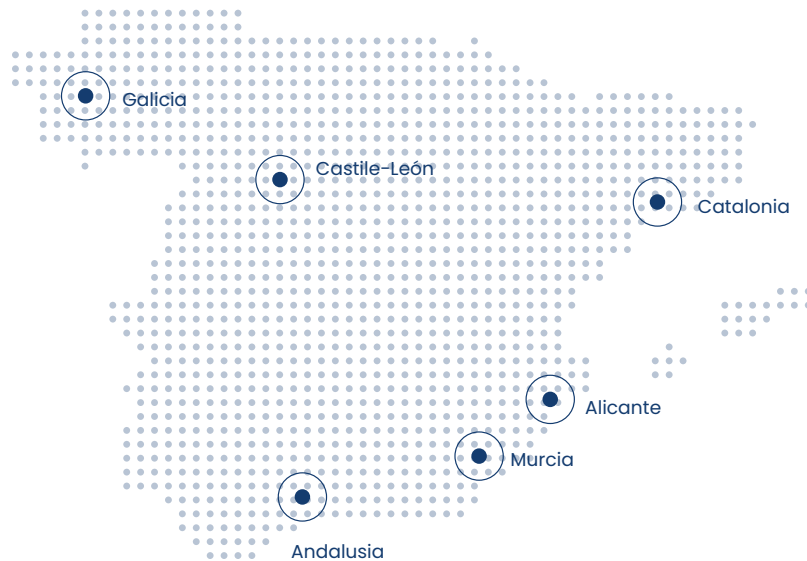 Galicia
Castile-León
Catalonia
Alicante
Murcia
Andalusia